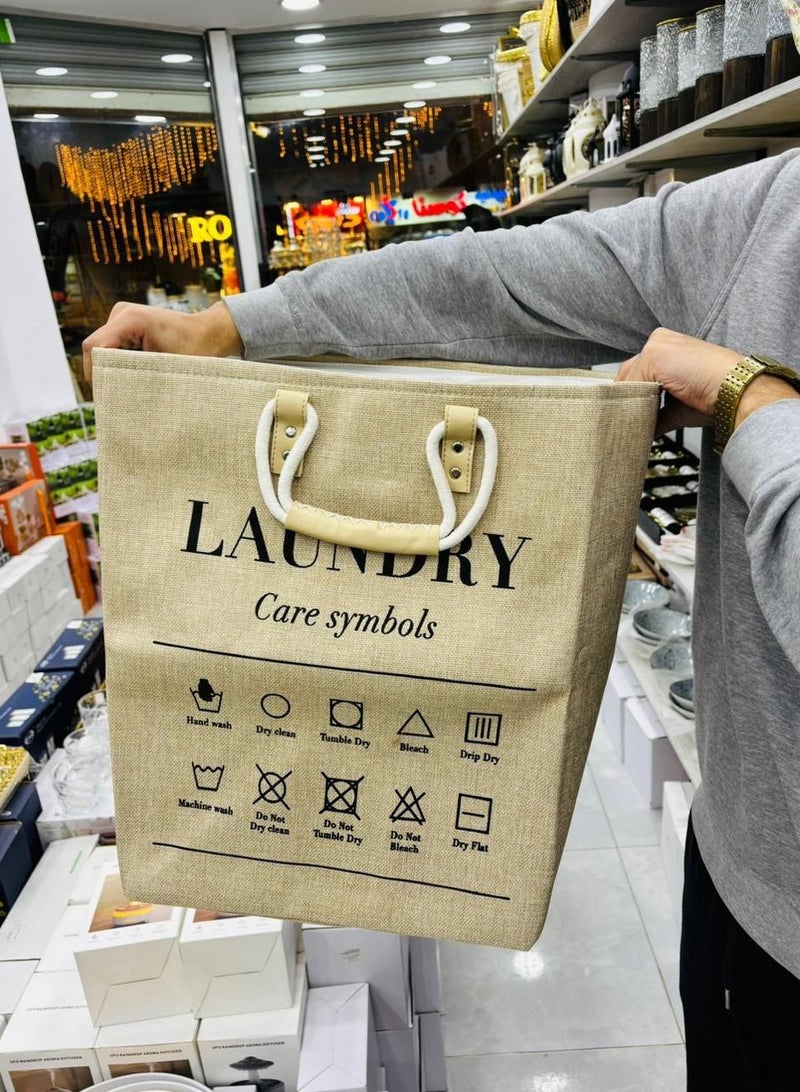 RO
LAUNDRY
Care symbols
Hand wash
Dry clean
Tumble Dry
Bleach
Drip Dry
Machine wash
Do Not
Dry clean
Do Not
Tumble Dry
Do Not
Bleach
Dry Flat